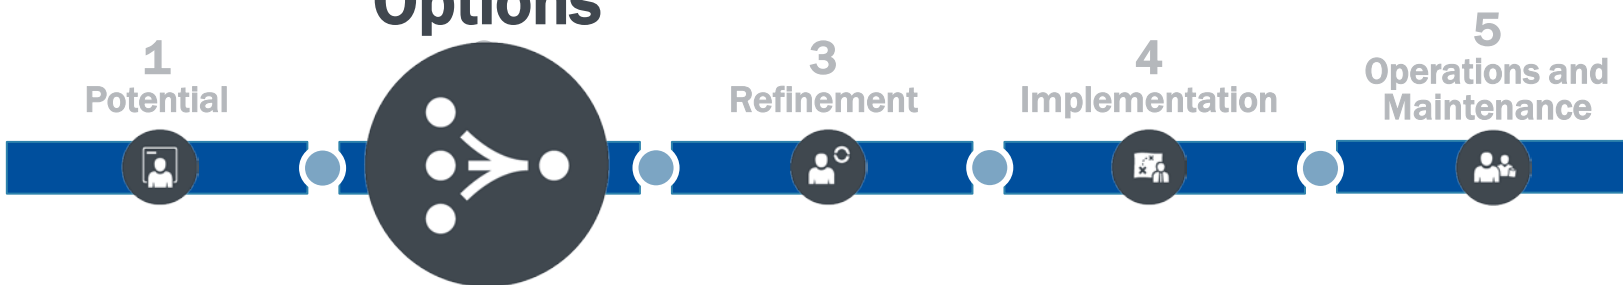 Options
1
Potential
3
Refinement
4
Implementation
5
Operations and
Maintenance